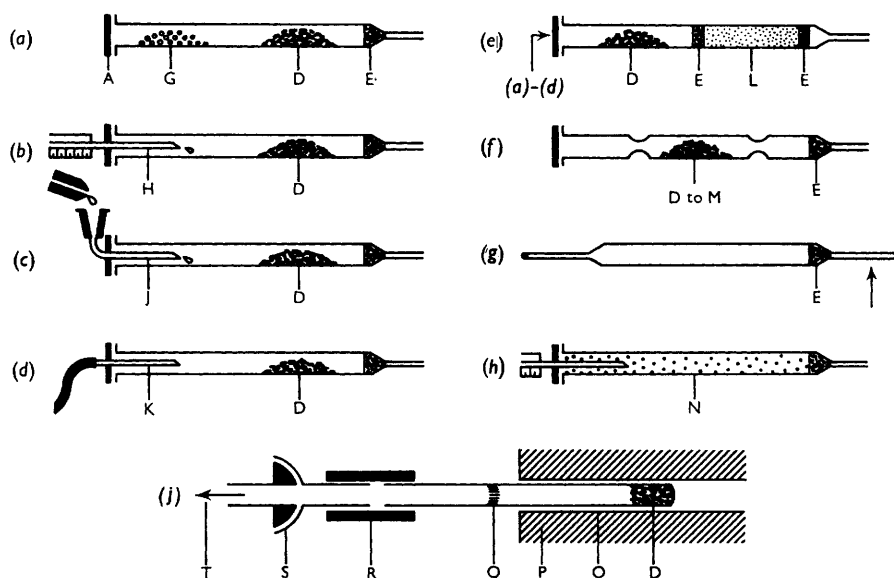 (a)
A G D E
(b)
H D
(c)
J D
(d)
K D
(e)
(a)-(d)
D E L E
(f)
D to M E
(g)
E
(h)
N
(j)
T S R Q P O D